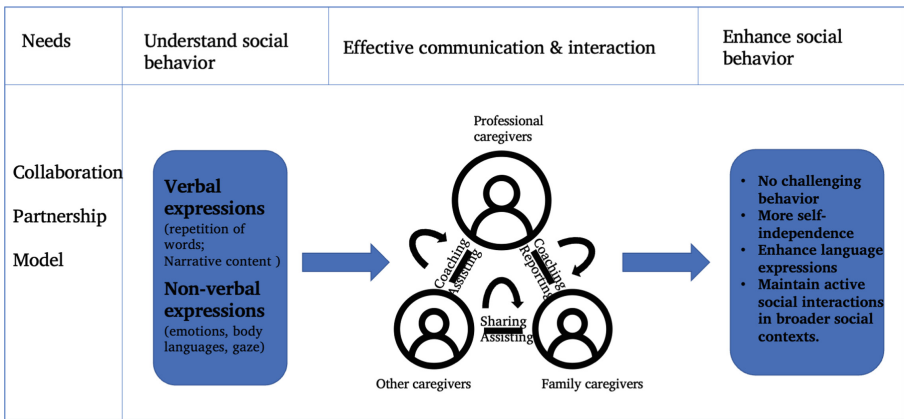 Needs
Understand social
behavior
Effective communication & interaction
Enhance social
behavior
Collaboration
Partnership
Model
Verbal
expressions
(repetition of
words;
Narrative content )
Non-verbal
expressions
(emotions, body
languages, gaze)
Professional
caregivers
Coaching
Assisting
Coaching
Reporting
Sharing
Assisting
Other caregivers
Family caregivers
• No challenging
behavior
• More self-
independence
• Enhance language
expressions
• Maintain active
social interactions
in broader social
contexts.